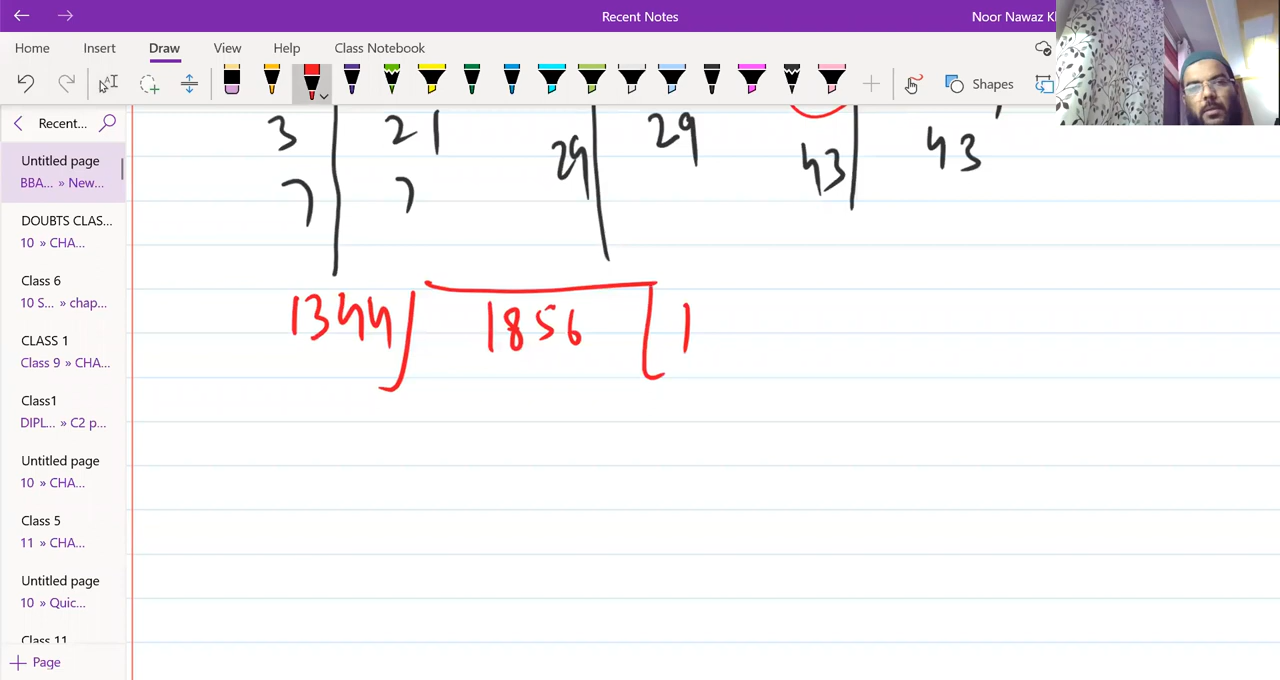 Recent Notes
Noor Nawaz Kh
Home Insert Draw View Help Class Notebook
Shapes
Recent...
Untitled page
BBA... » New...
DOUBTS CLAS...
10 » CHA...
Class 6
10 S... » chap...
CLASS 1
Class 9 » CHA...
Class1
DIPL... » C2 p...
Untitled page
10 » CHA...
Class 5
11 » CHA...
Untitled page
10 » Quic...
Class 11
Page
3 21 29 29 43 43
7 7
1344 1856 1